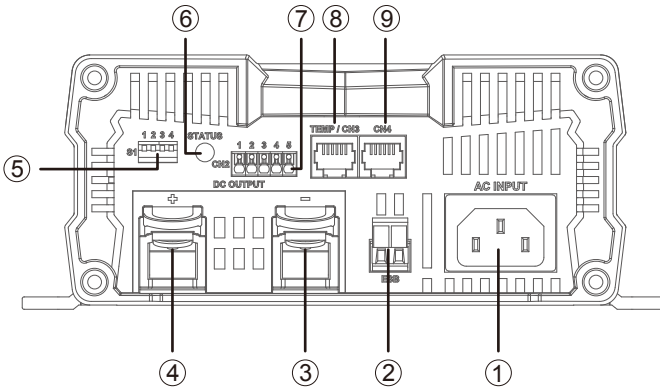 ⑥ ⑦ ⑧ ⑨
TEMP / CN3 CN4
1 2 3 4 STATUS
S1
1 2 3 4 5
CN2
⑤
DC OUTPUT
AC INPUT
+ −
④ ③ ② ①